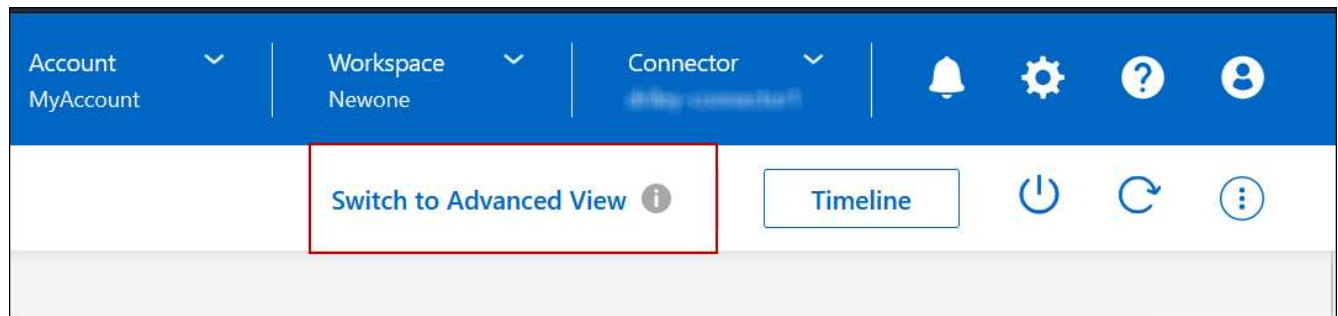 Account
MyAccount
Workspace
Newone
Connector
Switch to Advanced View
Timeline